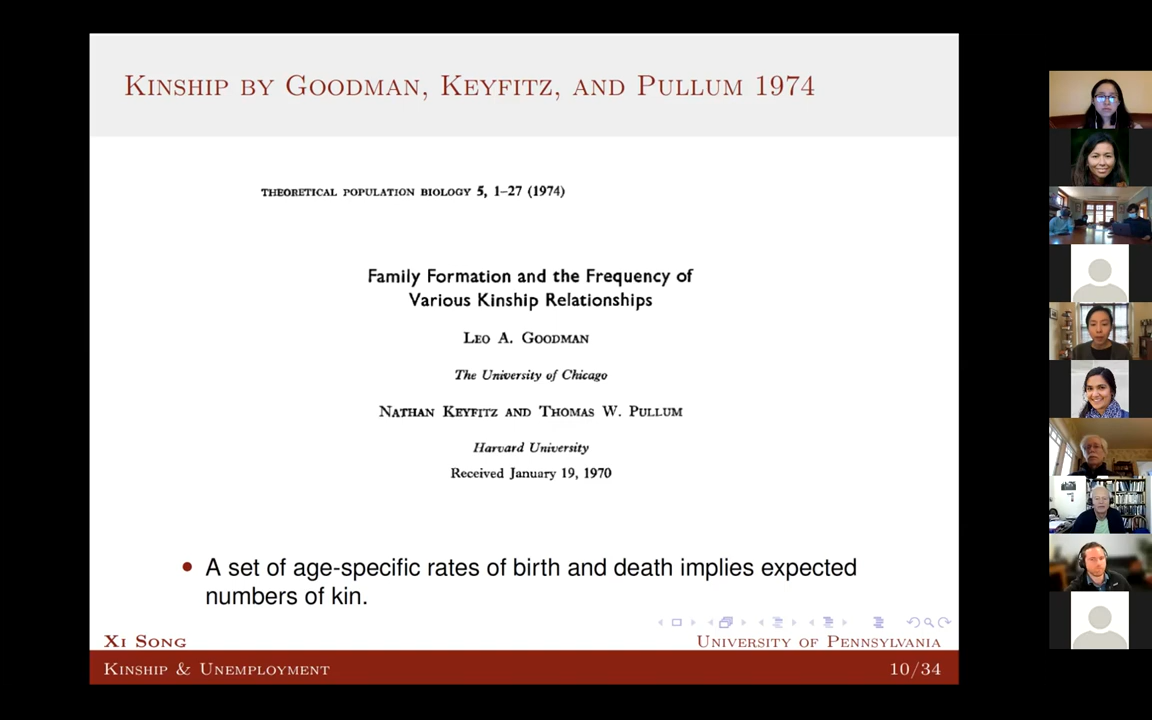 Kinship by Goodman, Keyfitz, and Pullum 1974
THEORETICAL POPULATION BIOLOGY 5, 1–27 (1974)
Family Formation and the Frequency of
Various Kinship Relationships
Leo A. Goodman
The University of Chicago
Nathan Keyfitz and Thomas W. Pullum
Harvard University
Received January 19, 1970
• A set of age-specific rates of birth and death implies expected
numbers of kin.
Xi Song
University of Pennsylvania
Kinship & Unemployment
10/34